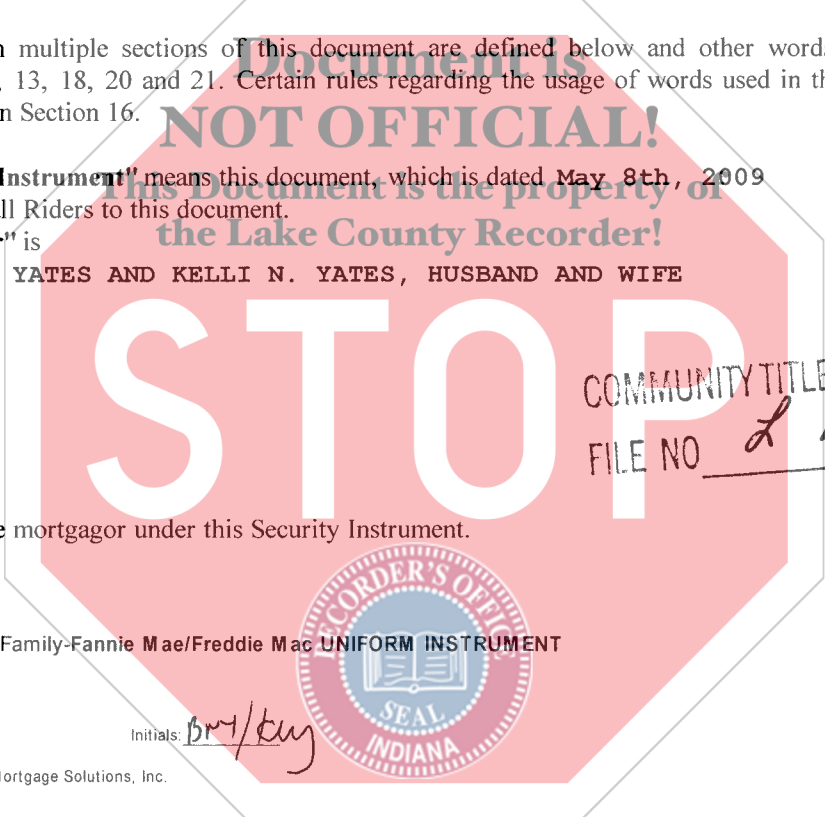 multiple sections of this document are defined below and other word
, 13, 18, 20 and 21. Certain rules regarding the usage of words used in th
n Section 16.
Document is
NOT OFFICIAL!
This Document is the property of
the Lake County Recorder!
Instrument" means this document, which is dated May 8th, 2009
ll Riders to this document.
" is
YATES AND KELLI N. YATES, HUSBAND AND WIFE
STOP
COMMUNITY TITLE
FILE NO L
e mortgagor under this Security Instrument.
Family-Fannie Mae/Freddie Mac UNIFORM INSTRUMENT
RECORDER'S OFFICE
SEAL
INDIANA
Initials:
ortgage Solutions, Inc.